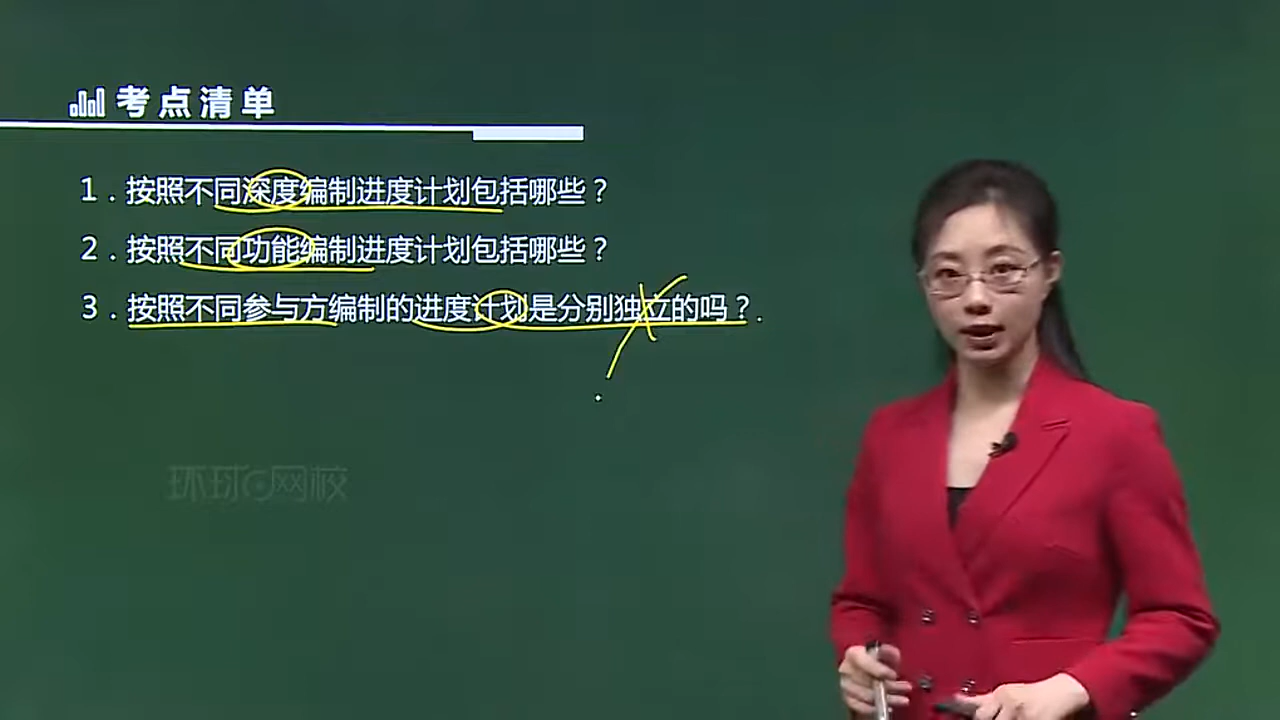 考点清单
1．按照不同深度编制进度计划包括哪些？
2．按照不同功能编制进度计划包括哪些？
3．按照不同参与方编制的进度计划是分别独立的吗？
环球网校